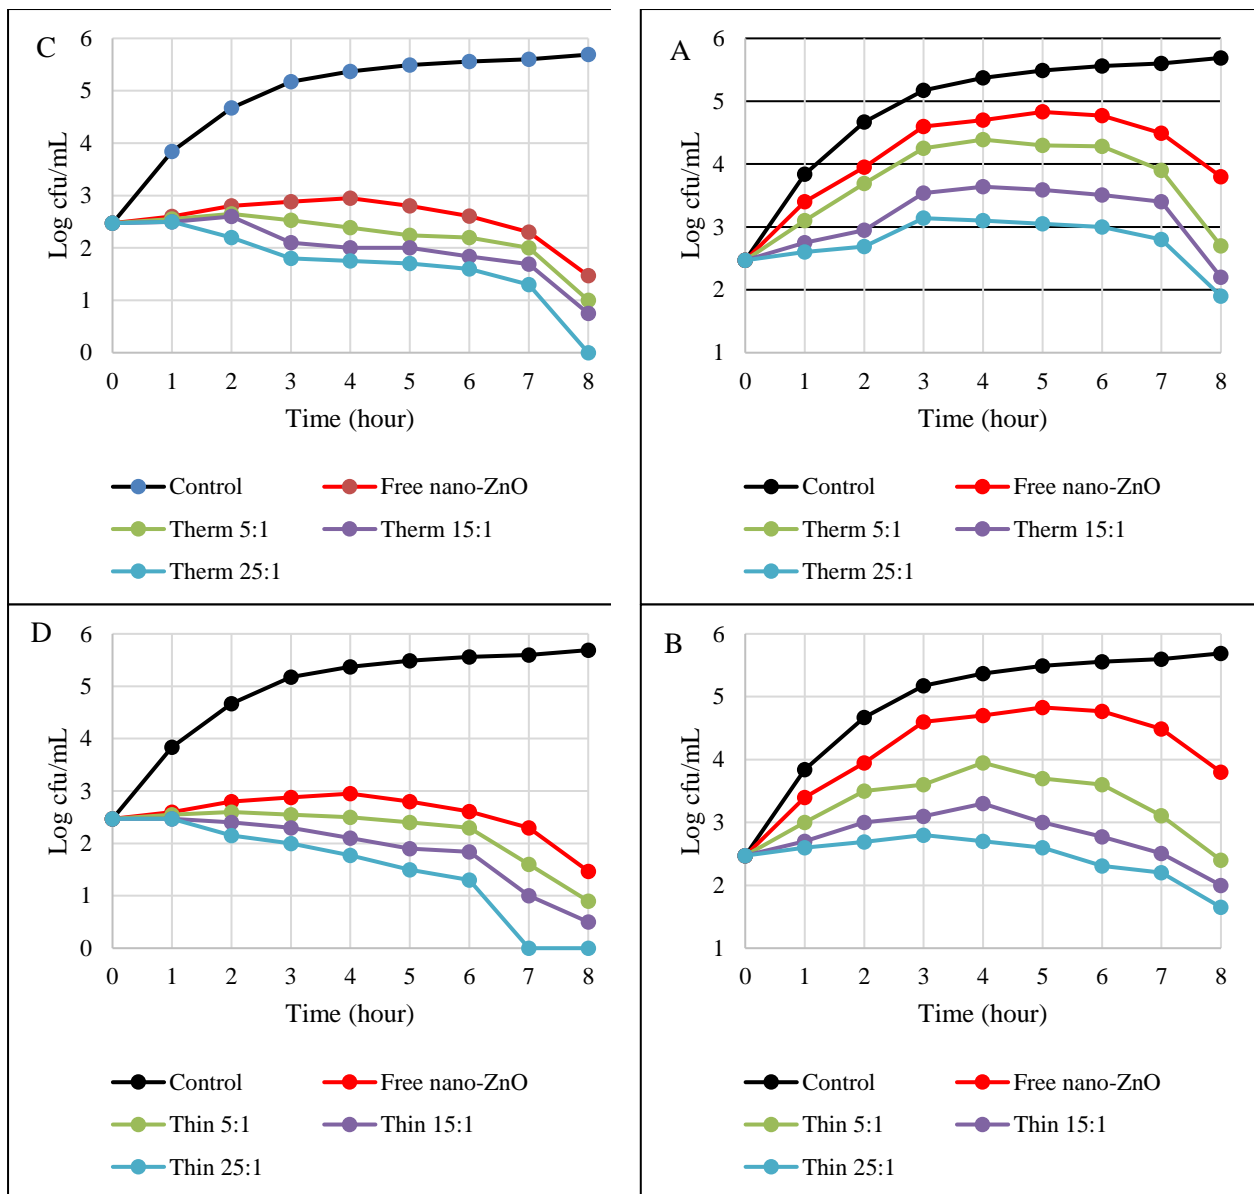 C
6
5
4
3
2
1
0
Log cfu/mL
0 1 2 3 4 5 6 7 8
Time (hour)
Control Free nano-ZnO
Therm 5:1 Therm 15:1
Therm 25:1
A
6
5
4
3
2
1
Log cfu/mL
0 1 2 3 4 5 6 7 8
Time (hour)
Control Free nano-ZnO
Therm 5:1 Therm 15:1
Therm 25:1
D
6
5
4
3
2
1
0
Log cfu/mL
0 1 2 3 4 5 6 7 8
Time (hour)
Control Free nano-ZnO
Thin 5:1 Thin 15:1
Thin 25:1
B
6
5
4
3
2
1
Log cfu/mL
0 1 2 3 4 5 6 7 8
Time (hour)
Control Free nano-ZnO
Thin 5:1 Thin 15:1
Thin 25:1